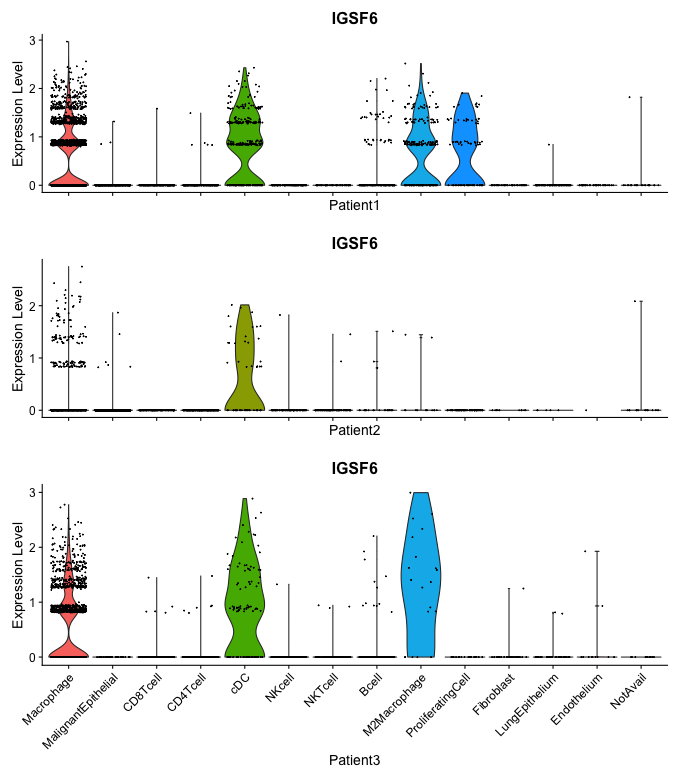 IGSF6
Expression Level
3
2
1
0
Patient1
IGSF6
Expression Level
2
1
0
Patient2
IGSF6
Expression Level
3
2
1
0
Macrophage
MalignantEpithelial
CD8Tcell
CD4Tcell
cDC
NKcell
NKTcell
Bcell
M2Macrophage
ProliferatingCell
Fibroblast
LungEpithelium
Endothelium
NotAvail
Patient3